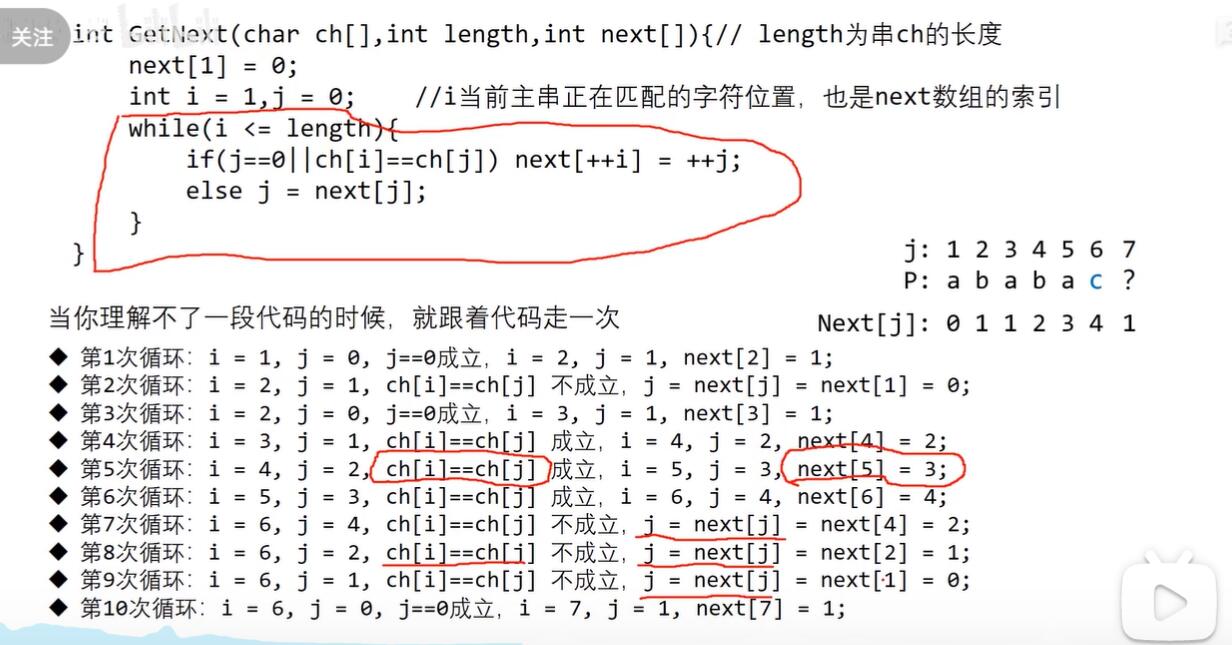 关注
int GetNext(char ch[],int length,int next[]){// length为串ch的长度
next[1] = 0;
int i = 1,j = 0;    //i当前主串正在匹配的字符位置，也是next数组的索引
while(i <= length){
if(j==0||ch[i]==ch[j]) next[++i] = ++j;
else j = next[j];
}
}
j: 1 2 3 4 5 6 7
P: a b a b a c ?
Next[j]: 0 1 1 2 3 4 1
当你理解不了一段代码的时候，就跟着代码走一次
◆ 第1次循环：i = 1, j = 0, j==0成立，i = 2, j = 1, next[2] = 1;
◆ 第2次循环：i = 2, j = 1, ch[i]==ch[j] 不成立，j = next[j] = next[1] = 0;
◆ 第3次循环：i = 2, j = 0, j==0成立，i = 3, j = 1, next[3] = 1;
◆ 第4次循环：i = 3, j = 1, ch[i]==ch[j] 成立，i = 4, j = 2, next[4] = 2;
◆ 第5次循环：i = 4, j = 2, ch[i]==ch[j] 成立，i = 5, j = 3, next[5] = 3;
◆ 第6次循环：i = 5, j = 3, ch[i]==ch[j] 成立，i = 6, j = 4, next[6] = 4;
◆ 第7次循环：i = 6, j = 4, ch[i]==ch[j] 不成立，j = next[j] = next[4] = 2;
◆ 第8次循环：i = 6, j = 2, ch[i]==ch[j] 不成立，j = next[j] = next[2] = 1;
◆ 第9次循环：i = 6, j = 1, ch[i]==ch[j] 不成立，j = next[j] = next[1] = 0;
◆ 第10次循环：i = 6, j = 0, j==0成立，i = 7, j = 1, next[7] = 1;